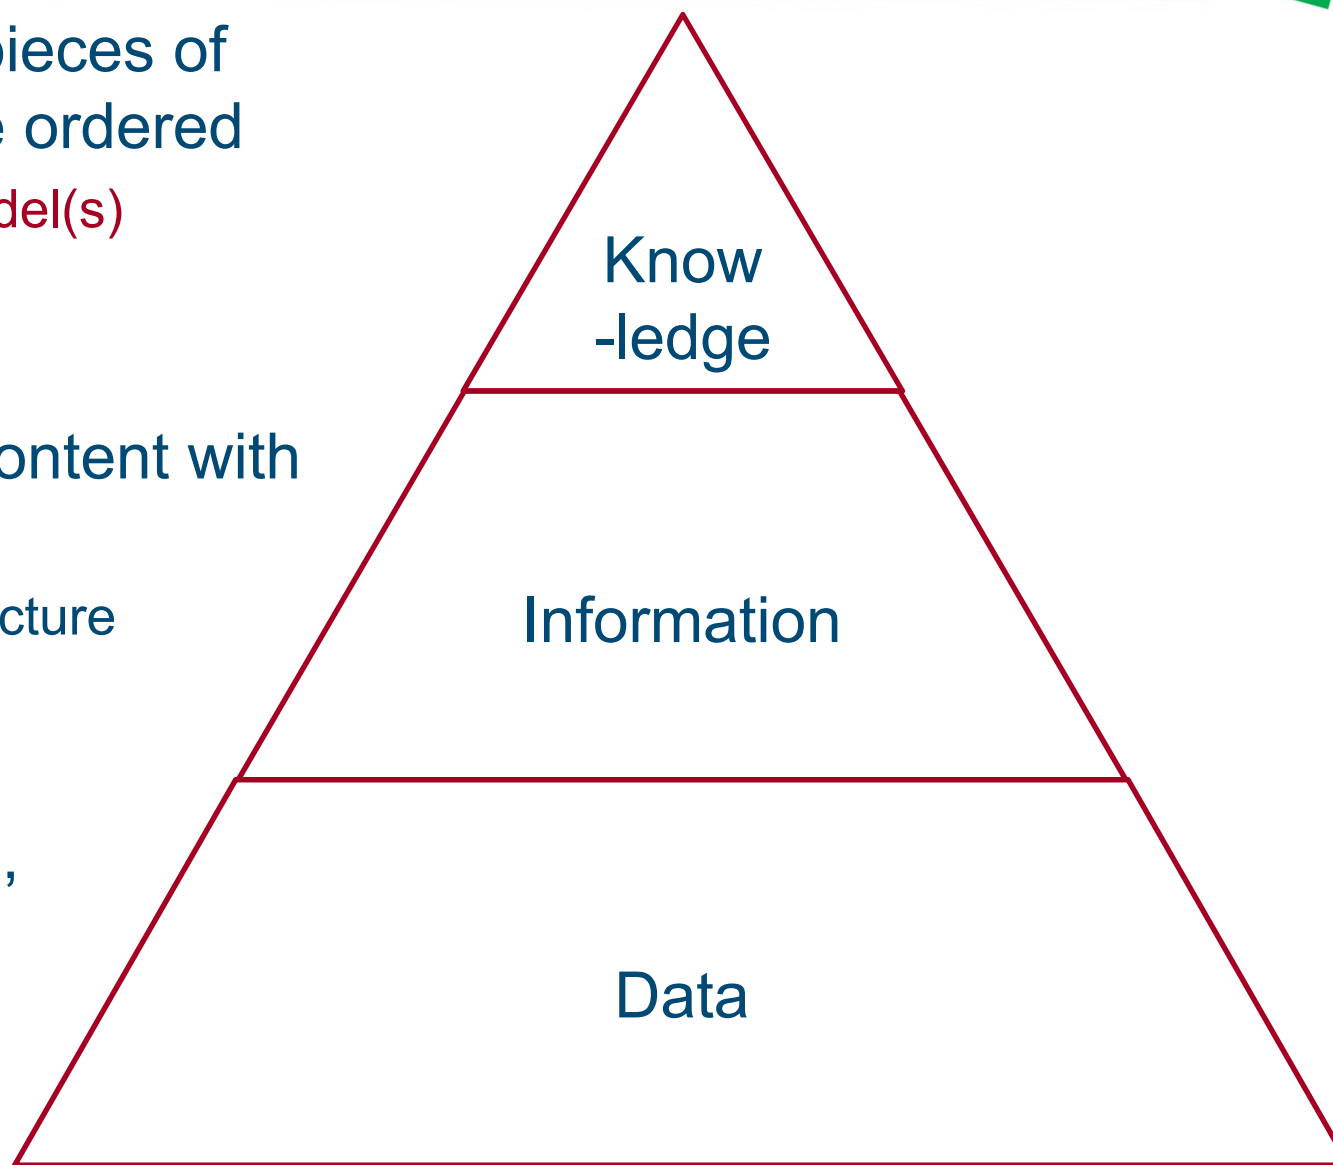 pieces of
e ordered
del(s)
Know
-ledge
ontent with
cture
Information
,
Data